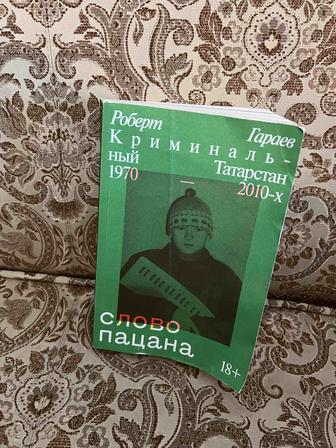 Роберт Гараев
Криминаль-
ный Татарстан
1970 — 2010-х
слово
пацана
18+